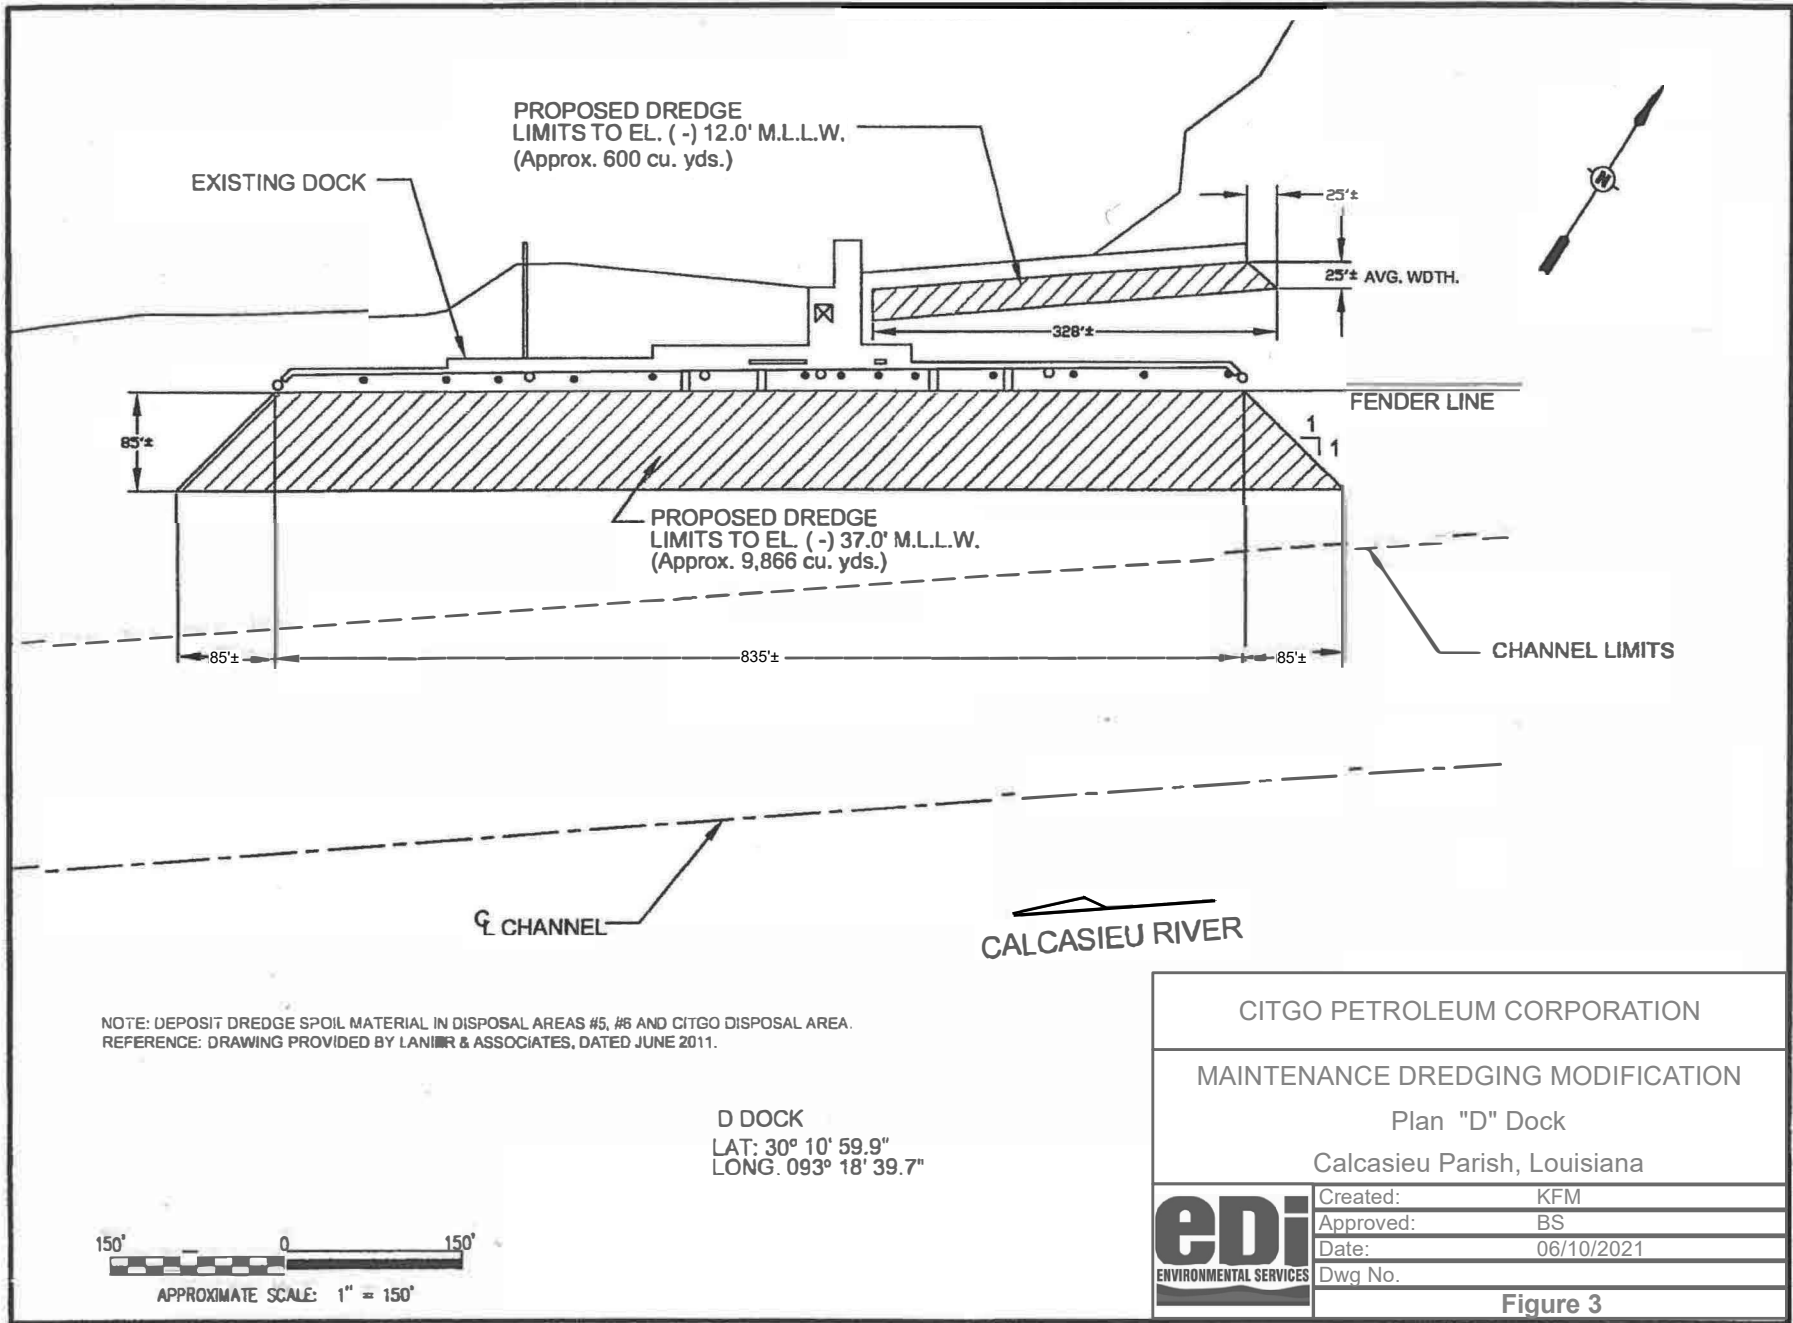 PROPOSED DREDGE
LIMITS TO EL. ( -) 12.0' M.L.L.W.
(Approx. 600 cu. yds.)
EXISTING DOCK
N
25'±
25'± AVG. WDTH.
328'±
FENDER LINE
85'±
1
1
PROPOSED DREDGE
LIMITS TO EL. ( -) 37.0' M.L.L.W.
(Approx. 9,866 cu. yds.)
85'±
835'±
85'±
CHANNEL LIMITS
℄ CHANNEL
CALCASIEU RIVER
NOTE: DEPOSIT DREDGE SPOIL MATERIAL IN DISPOSAL AREAS #5, #6 AND CITGO DISPOSAL AREA.
REFERENCE: DRAWING PROVIDED BY & ASSOCIATES, DATED JUNE 2011.
D DOCK
LAT: 30º 10' 59.9"
LONG. 093º 18' 39.7"
150' 0 150'
APPROXIMATE SCALE: 1" = 150'
CITGO PETROLEUM CORPORATION
MAINTENANCE DREDGING MODIFICATION
Plan "D" Dock
Calcasieu Parish, Louisiana
eDi
ENVIRONMENTAL SERVICES
Created: KFM
Approved: BS
Date: 06/10/2021
Dwg No.
Figure 3